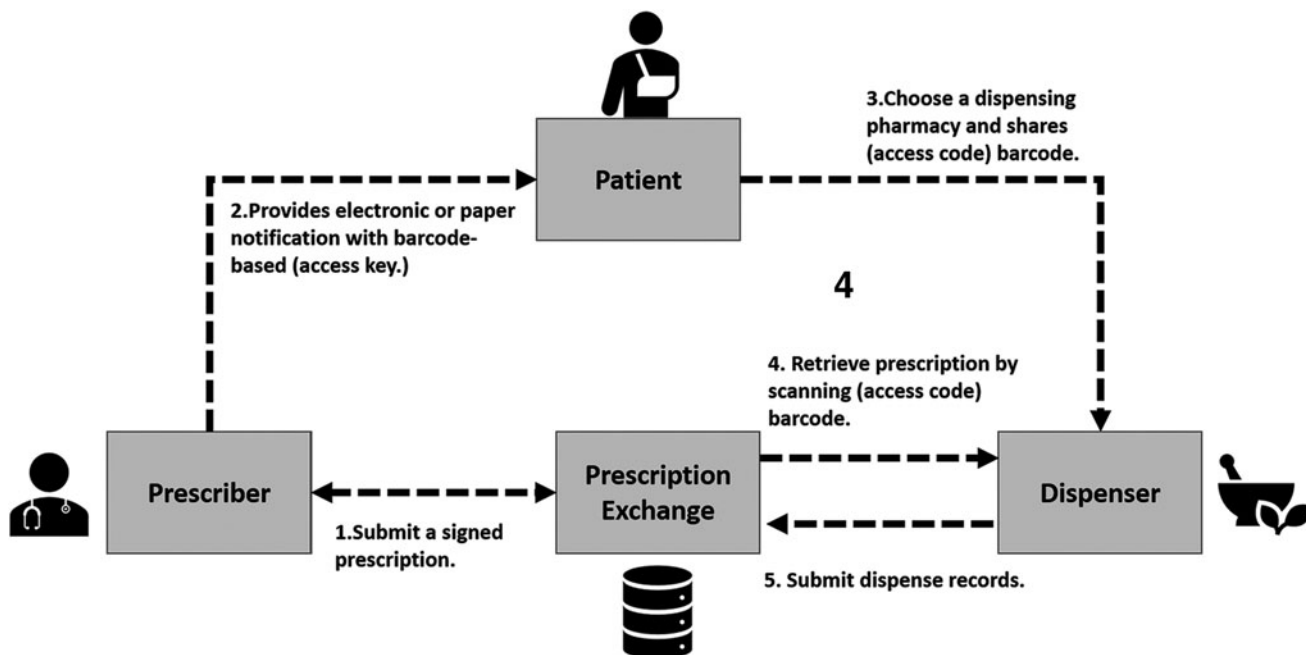 3.Choose a dispensing
pharmacy and shares
(access code) barcode.
Patient
2.Provides electronic or paper
notification with barcode-
based (access key.)
4
4. Retrieve prescription by
scanning (access code)
barcode.
Prescriber
Prescription
Exchange
Dispenser
1.Submit a signed
prescription.
5. Submit dispense records.